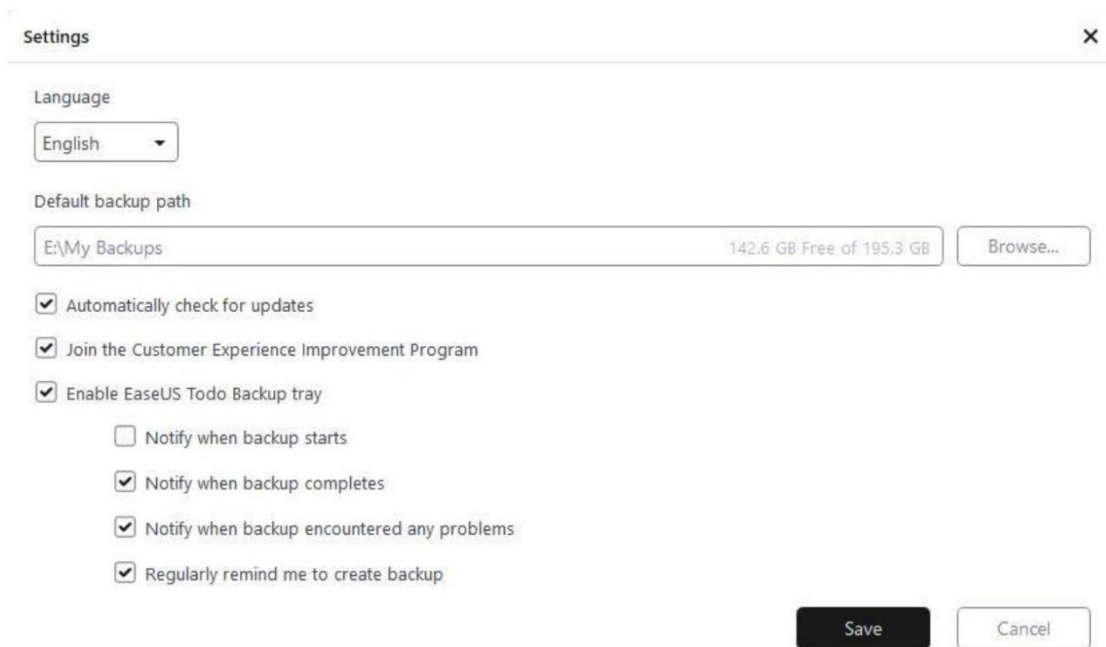 Settings
Language
English
Default backup path
E:\My Backups 142.6 GB Free of 195.3 GB Browse...
Automatically check for updates
Join the Customer Experience Improvement Program
Enable EaseUS Todo Backup tray
Notify when backup starts
Notify when backup completes
Notify when backup encountered any problems
Regularly remind me to create backup
Save Cancel